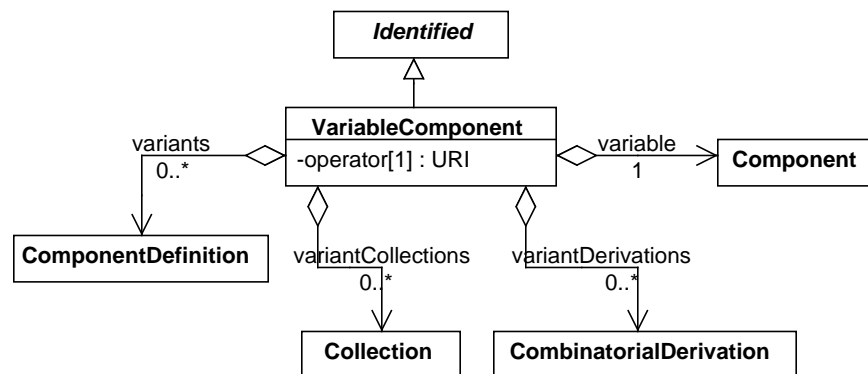 Identified
VariableComponent
-operator[1] : URI
variants
0..*
variable
1
Component
ComponentDefinition
variantCollections
0..*
variantDerivations
0..*
Collection
CombinatorialDerivation